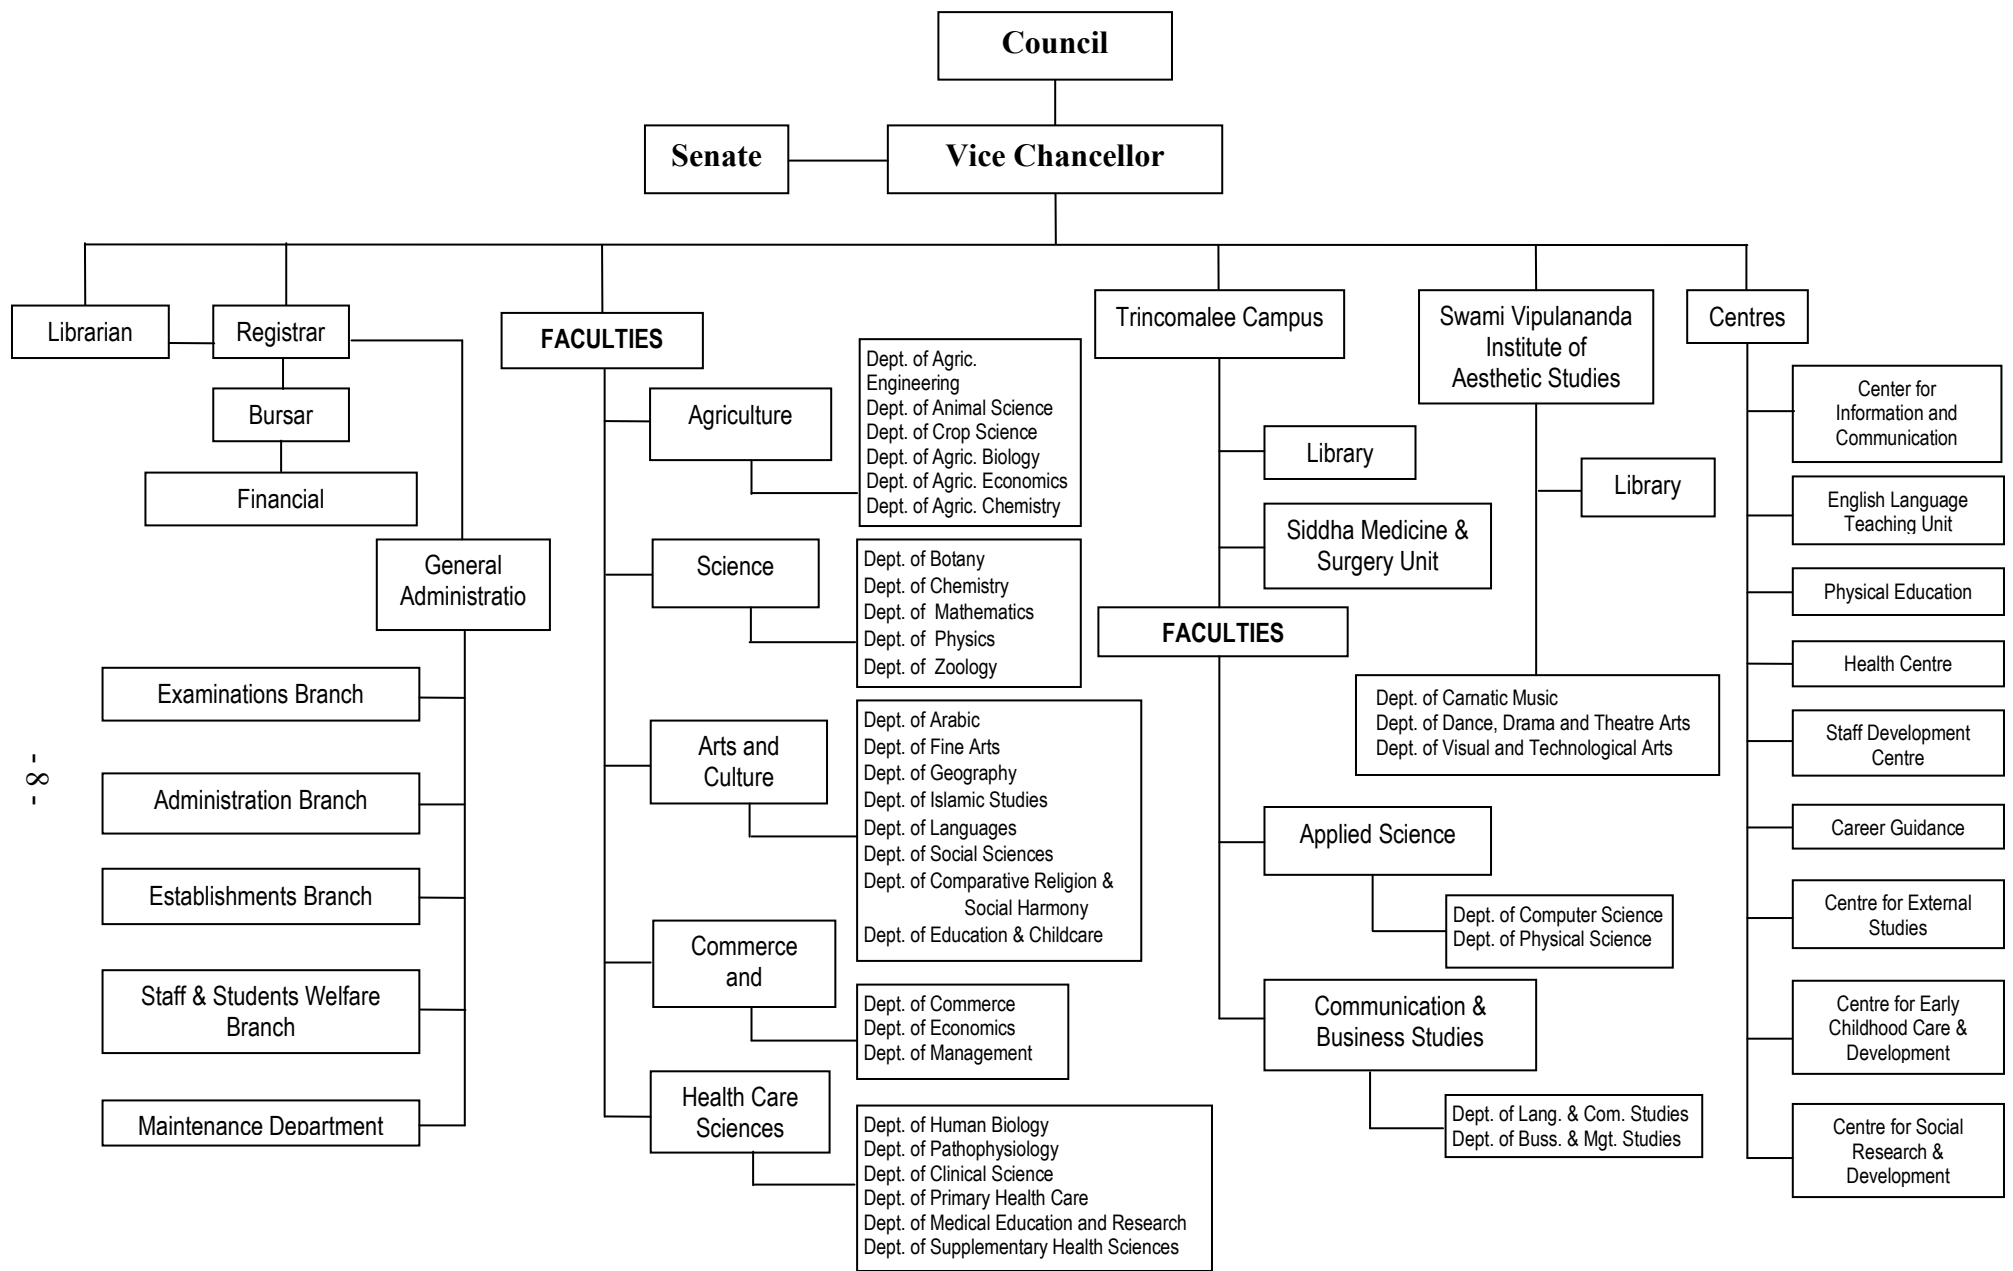 Council
Senate
Vice Chancellor
Librarian
Registrar
Bursar
Financial
General
Administratio
Examinations Branch
Administration Branch
Establishments Branch
Staff & Students Welfare
Branch
Maintenance Department
FACULTIES
Agriculture
Dept. of Agric.
Engineering
Dept. of Animal Science
Dept. of Crop Science
Dept. of Agric. Biology
Dept. of Agric. Economics
Dept. of Agric. Chemistry
Science
Dept. of Botany
Dept. of Chemistry
Dept. of Mathematics
Dept. of Physics
Dept. of Zoology
Arts and
Culture
Dept. of Arabic
Dept. of Fine Arts
Dept. of Geography
Dept. of Islamic Studies
Dept. of Languages
Dept. of Social Sciences
Dept. of Comparative Religion &
Social Harmony
Dept. of Education & Childcare
Commerce
and
Dept. of Commerce
Dept. of Economics
Dept. of Management
Health Care
Sciences
Dept. of Human Biology
Dept. of Pathophysiology
Dept. of Clinical Science
Dept. of Primary Health Care
Dept. of Medical Education and Research
Dept. of Supplementary Health Sciences
Trincomalee Campus
Library
Siddha Medicine &
Surgery Unit
FACULTIES
Applied Science
Dept. of Computer Science
Dept. of Physical Science
Communication &
Business Studies
Dept. of Lang. & Com. Studies
Dept. of Buss. & Mgt. Studies
Swami Vipulananda
Institute of
Aesthetic Studies
Library
Dept. of Carnatic Music
Dept. of Dance, Drama and Theatre Arts
Dept. of Visual and Technological Arts
Centres
Center for
Information and
Communication
English Language
Teaching Unit
Physical Education
Health Centre
Staff Development
Centre
Career Guidance
Centre for External
Studies
Centre for Early
Childhood Care &
Development
Centre for Social
Research &
Development
- 8 -